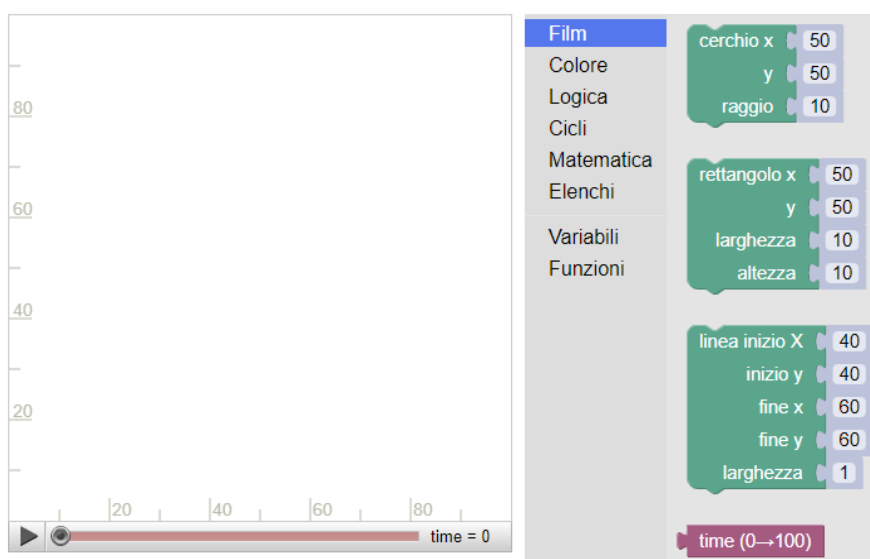 80
60
40
20
20 40 60 80
time = 0
Film
Colore
Logica
Cicli
Matematica
Elenchi
Variabili
Funzioni
cerchio x 50
y 50
raggio 10
rettangolo x 50
y 50
larghezza 10
altezza 10
linea inizio X 40
inizio y 40
fine x 60
fine y 60
larghezza 1
time (0→100)